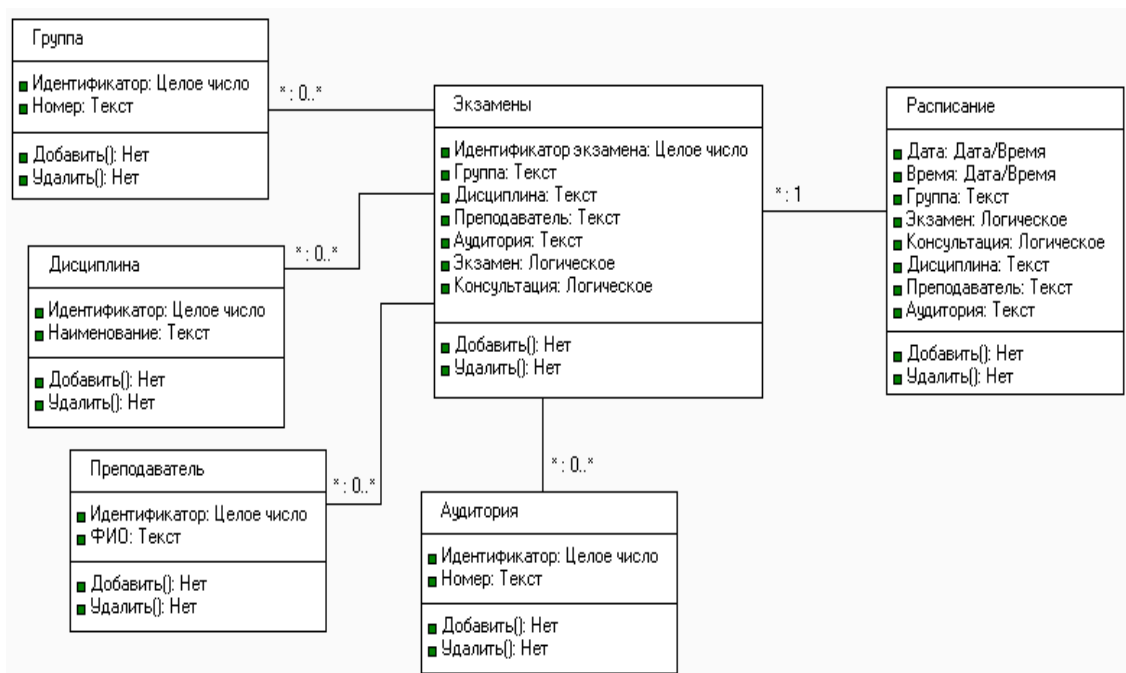 Группа
Идентификатор: Целое число
Номер: Текст
Добавить(): Нет
Удалить(): Нет
*: 0..*
Дисциплина
Идентификатор: Целое число
Наименование: Текст
Добавить(): Нет
Удалить(): Нет
*: 0..*
Преподаватель
Идентификатор: Целое число
ФИО: Текст
Добавить(): Нет
Удалить(): Нет
*: 0..*
Экзамены
Идентификатор экзамена: Целое число
Группа: Текст
Дисциплина: Текст
Преподаватель: Текст
Аудитория: Текст
Экзамен: Логическое
Консультация: Логическое
Добавить(): Нет
Удалить(): Нет
*: 0..*
Аудитория
Идентификатор: Целое число
Номер: Текст
Добавить(): Нет
Удалить(): Нет
*: 1
Расписание
Дата: Дата/Время
Время: Дата/Время
Группа: Текст
Экзамен: Логическое
Консультация: Логическое
Дисциплина: Текст
Преподаватель: Текст
Аудитория: Текст
Добавить(): Нет
Удалить(): Нет